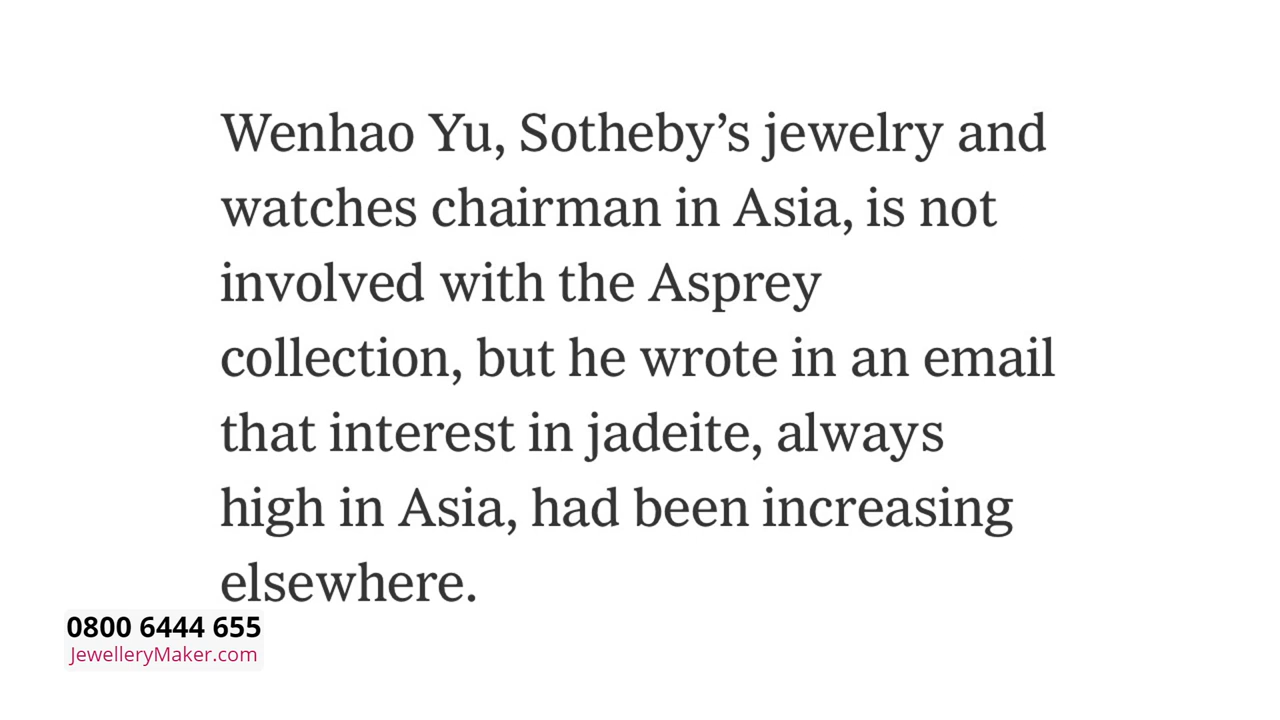 Wenhao Yu, Sotheby’s jewelry and
watches chairman in Asia, is not
involved with the Asprey
collection, but he wrote in an email
that interest in jadeite, always
high in Asia, had been increasing
elsewhere.
0800 6444 655
JewelleryMaker.com